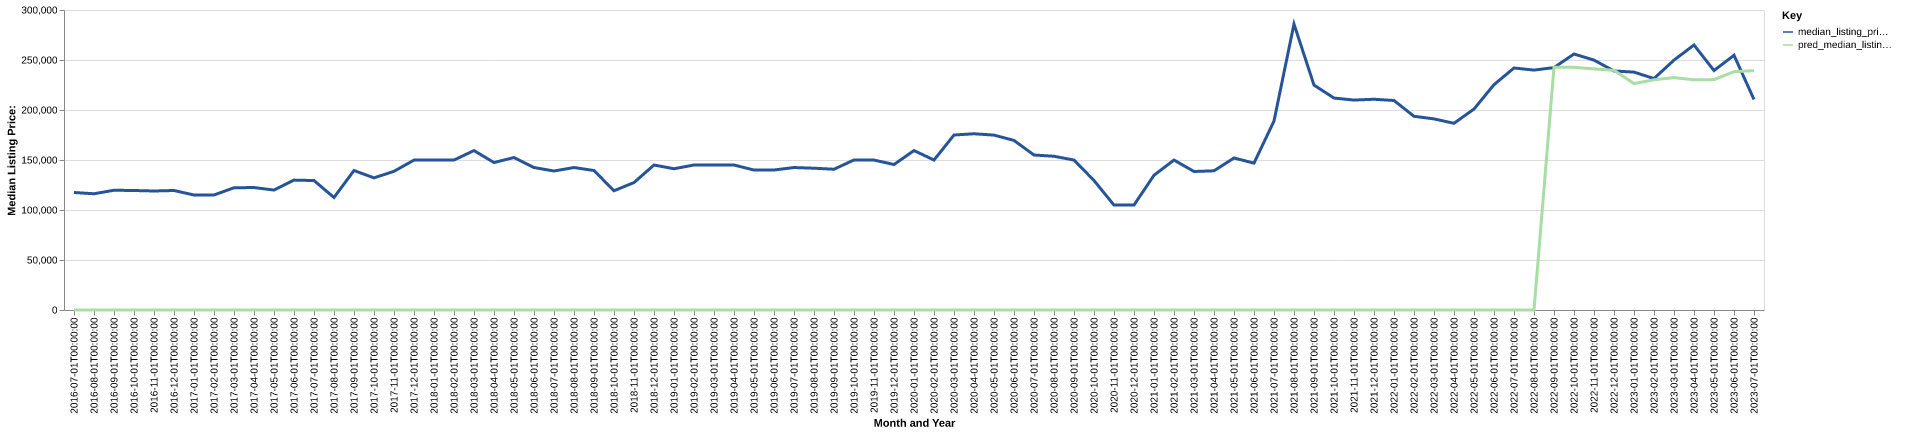 Key
median_listing_pri…
pred_median_listin…
Median Listing Price:
300,000
250,000
200,000
150,000
100,000
50,000
0
2016-07-01T00:00:00
2016-08-01T00:00:00
2016-09-01T00:00:00
2016-10-01T00:00:00
2016-11-01T00:00:00
2016-12-01T00:00:00
2017-01-01T00:00:00
2017-02-01T00:00:00
2017-03-01T00:00:00
2017-04-01T00:00:00
2017-05-01T00:00:00
2017-06-01T00:00:00
2017-07-01T00:00:00
2017-08-01T00:00:00
2017-09-01T00:00:00
2017-10-01T00:00:00
2017-11-01T00:00:00
2017-12-01T00:00:00
2018-01-01T00:00:00
2018-02-01T00:00:00
2018-03-01T00:00:00
2018-04-01T00:00:00
2018-05-01T00:00:00
2018-06-01T00:00:00
2018-07-01T00:00:00
2018-08-01T00:00:00
2018-09-01T00:00:00
2018-10-01T00:00:00
2018-11-01T00:00:00
2018-12-01T00:00:00
2019-01-01T00:00:00
2019-02-01T00:00:00
2019-03-01T00:00:00
2019-04-01T00:00:00
2019-05-01T00:00:00
2019-06-01T00:00:00
2019-07-01T00:00:00
2019-08-01T00:00:00
2019-09-01T00:00:00
2019-10-01T00:00:00
2019-11-01T00:00:00
2019-12-01T00:00:00
2020-01-01T00:00:00
2020-02-01T00:00:00
2020-03-01T00:00:00
2020-04-01T00:00:00
2020-05-01T00:00:00
2020-06-01T00:00:00
2020-07-01T00:00:00
2020-08-01T00:00:00
2020-09-01T00:00:00
2020-10-01T00:00:00
2020-11-01T00:00:00
2020-12-01T00:00:00
2021-01-01T00:00:00
2021-02-01T00:00:00
2021-03-01T00:00:00
2021-04-01T00:00:00
2021-05-01T00:00:00
2021-06-01T00:00:00
2021-07-01T00:00:00
2021-08-01T00:00:00
2021-09-01T00:00:00
2021-10-01T00:00:00
2021-11-01T00:00:00
2021-12-01T00:00:00
2022-01-01T00:00:00
2022-02-01T00:00:00
2022-03-01T00:00:00
2022-04-01T00:00:00
2022-05-01T00:00:00
2022-06-01T00:00:00
2022-07-01T00:00:00
2022-08-01T00:00:00
2022-09-01T00:00:00
2022-10-01T00:00:00
2022-11-01T00:00:00
2022-12-01T00:00:00
2023-01-01T00:00:00
2023-02-01T00:00:00
2023-03-01T00:00:00
2023-04-01T00:00:00
2023-05-01T00:00:00
2023-06-01T00:00:00
2023-07-01T00:00:00
Month and Year